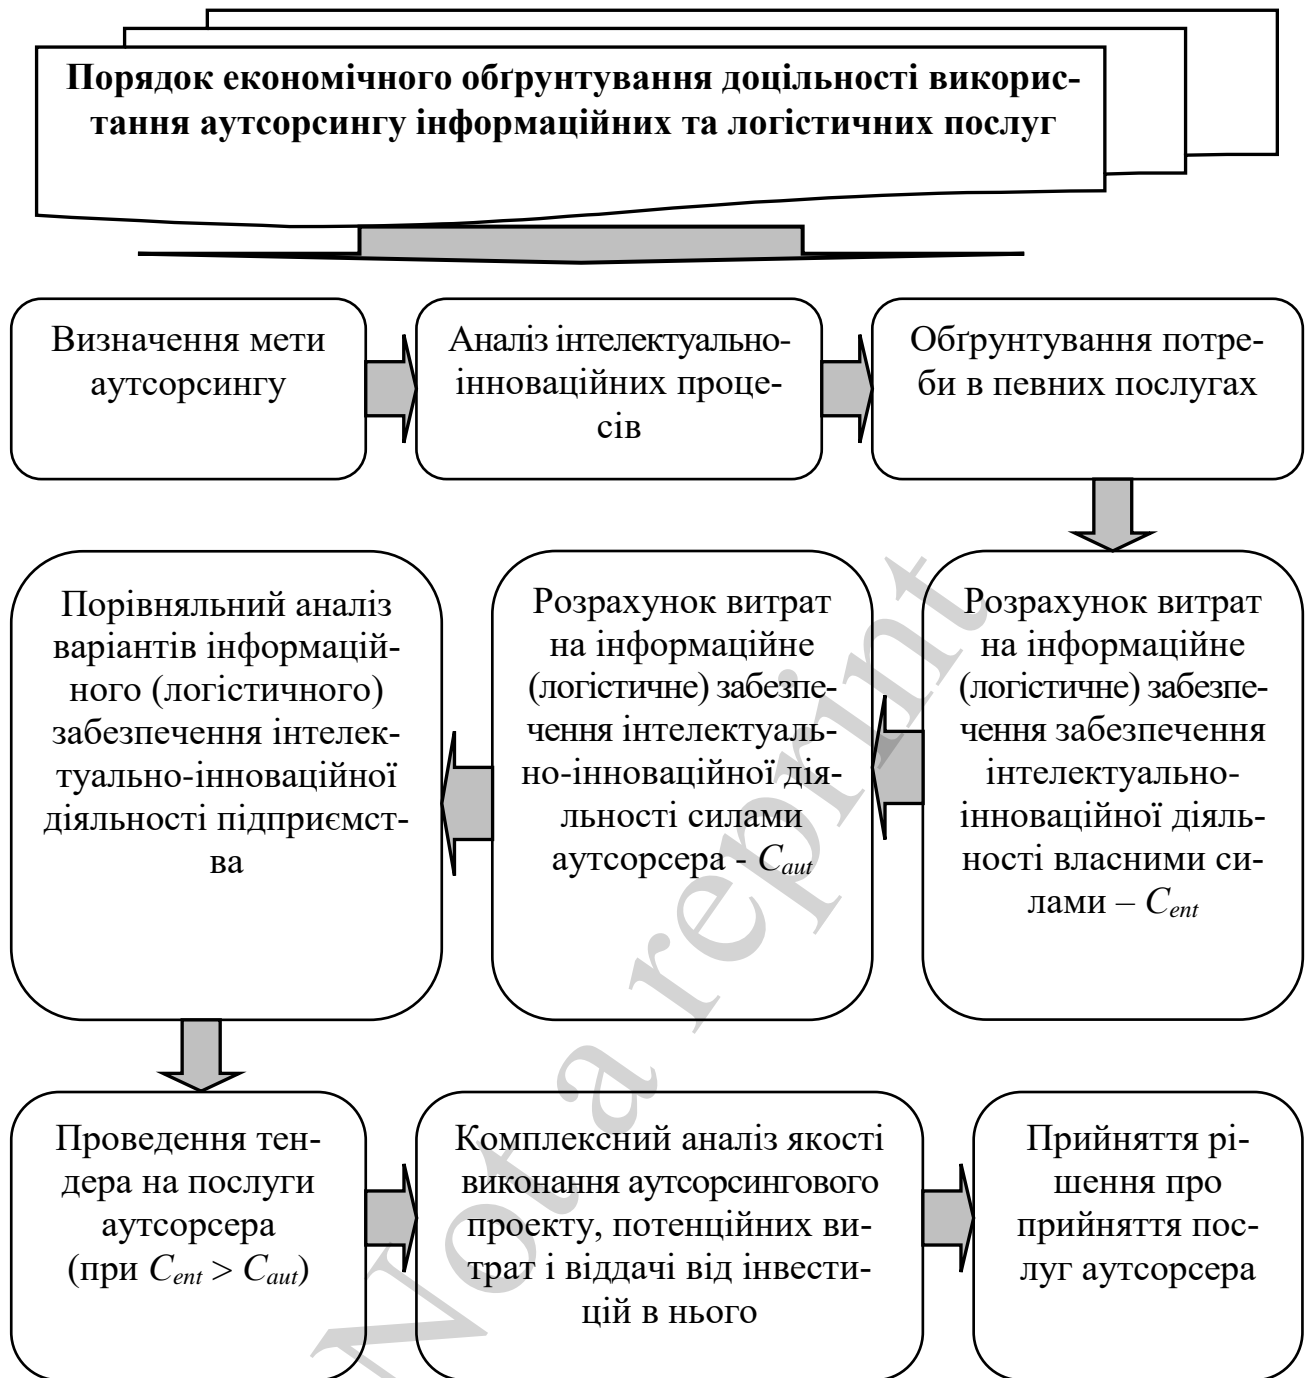 Порядок економічного обґрунтування доцільності викорис-
тання аутсорсингу інформаційних та логістичних послуг
Визначення мети
аутсорсингу
Аналіз інтелектуально-
інноваційних проце-
сів
Обґрунтування потре-
би в певних послугах
Розрахунок витрат
на інформаційне
(логістичне) забезпе-
чення забезпечення
інтелектуально-
інноваційної діяль-
ності власними си-
лами – Cent
Розрахунок витрат
на інформаційне
(логістичне) забезпе-
чення інтелектуаль-
но-інноваційної дія-
льності силами
аутсорсера - Caut
Порівняльний аналіз
варіантів інформацій-
ного (логістичного)
забезпечення інтелек-
туально-інноваційної
діяльності підприємст-
ва
Проведення тен-
дера на послуги
аутсорсера
(при Cent > Caut)
Комплексний аналіз якості
виконання аутсорсингового
проекту, потенційних ви-
трат і віддачі від інвести-
цій в нього
Прийняття рі-
шення про
прийняття пос-
луг аутсорсера
Not a reprint